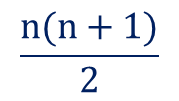 n(n + 1)
2